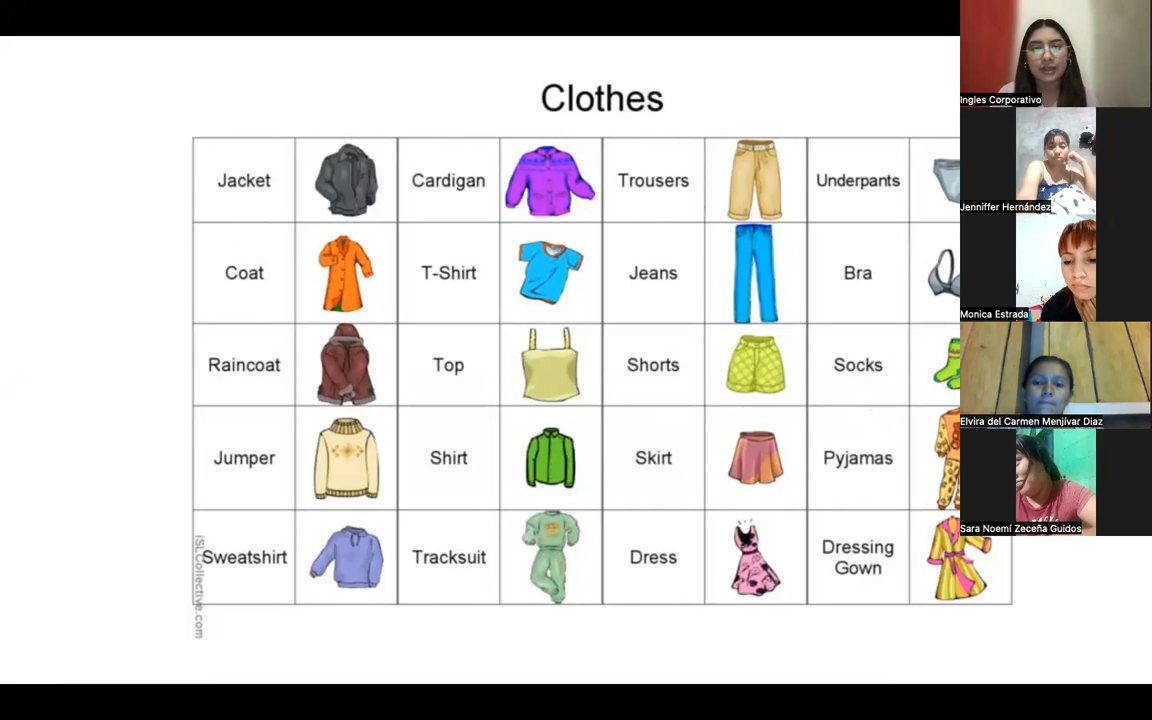 Clothes
Jacket Cardigan Trousers Underpants
Coat T-Shirt Jeans Bra
Raincoat Top Shorts Socks
Jumper Shirt Skirt Pyjamas
Sweatshirt Tracksuit Dress Dressing
Gown
iSLCollective.com
Ingles Corporativo
Jenniffer Hernández
Monica Estrada
Elvira del Carmen Menjívar Diaz
Sara Noemí Zeceña Guidos